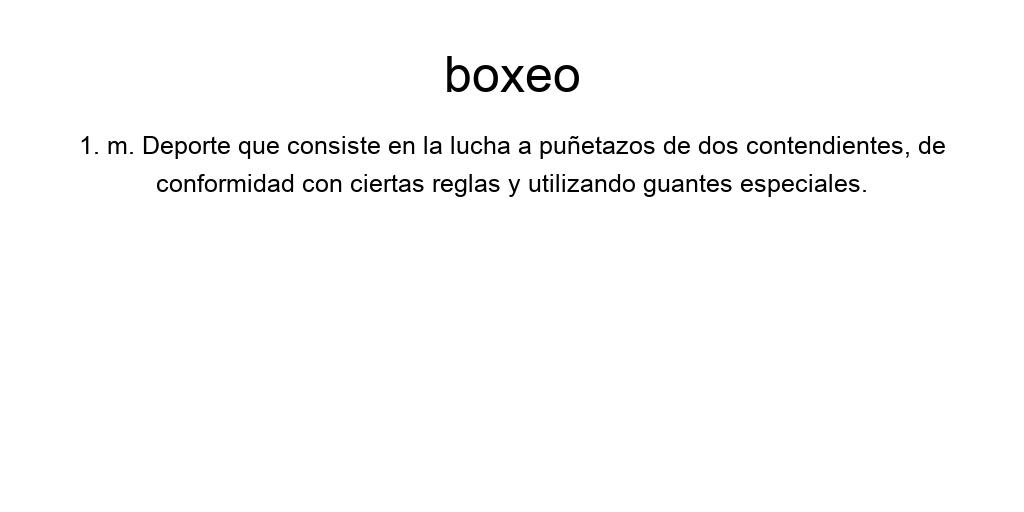 boxeo
1. m. Deporte que consiste en la lucha a puñetazos de dos contendientes, de
conformidad con ciertas reglas y utilizando guantes especiales.